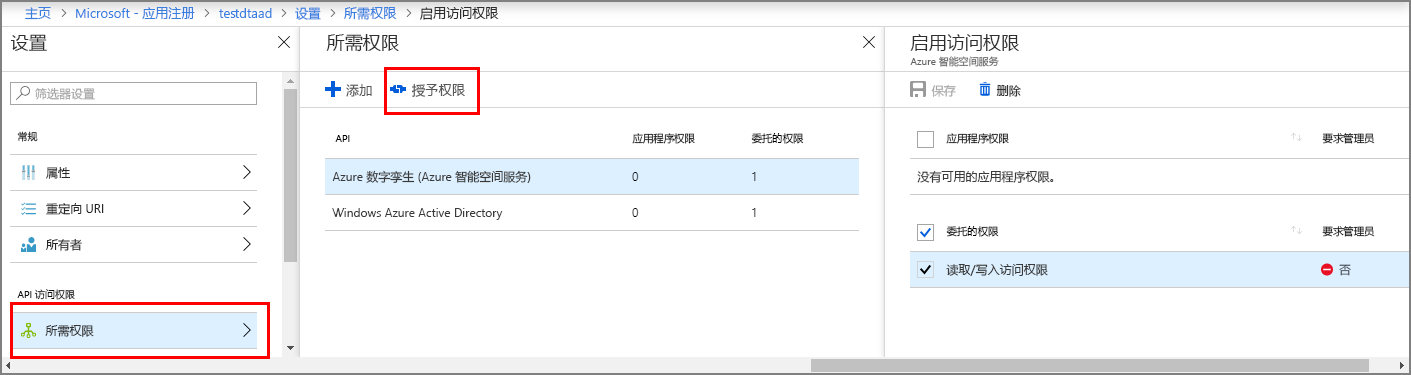 主页 > Microsoft - 应用注册 > testdtaad > 设置 > 所需权限 > 启用访问权限
设置
筛选器设置
常规
属性
重定向 URI
所有者
API 访问权限
所需权限
所需权限
添加 授予权限
API 应用程序权限 委托的权限
Azure 数字孪生 (Azure 智能空间服务) 0 1
Windows Azure Active Directory 0 1
启用访问权限
Azure 智能空间服务
保存 删除
应用程序权限 要求管理员
没有可用的应用程序权限。
委托的权限 要求管理员
读取/写入访问权限 否